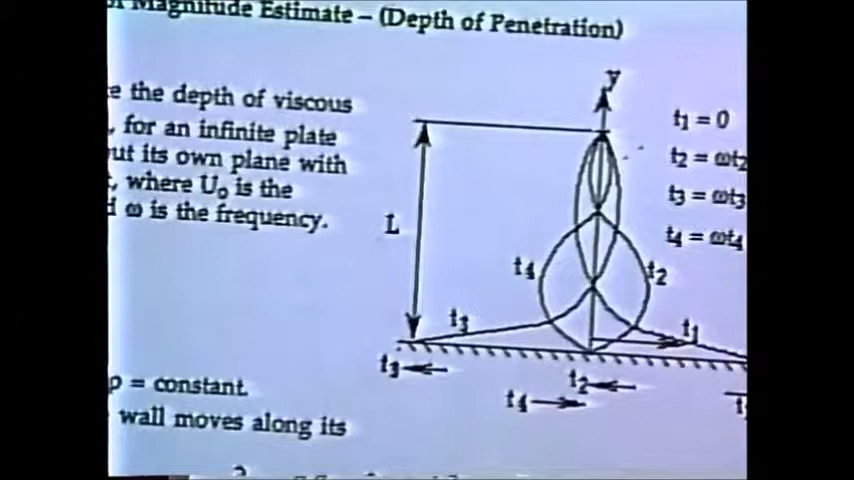 Magnitude Estimate – (Depth of Penetration)
the depth of viscous
, for an infinite plate
its own plane with
, where U₀ is the
ω is the frequency.
y
t₁ = 0
t₂ = ωt₂
t₃ = ωt₃
t₄ = ωt₄
L
t₄
t₂
t₃
t₁
t₃
t₂
t₄
ρ = constant.
wall moves along its